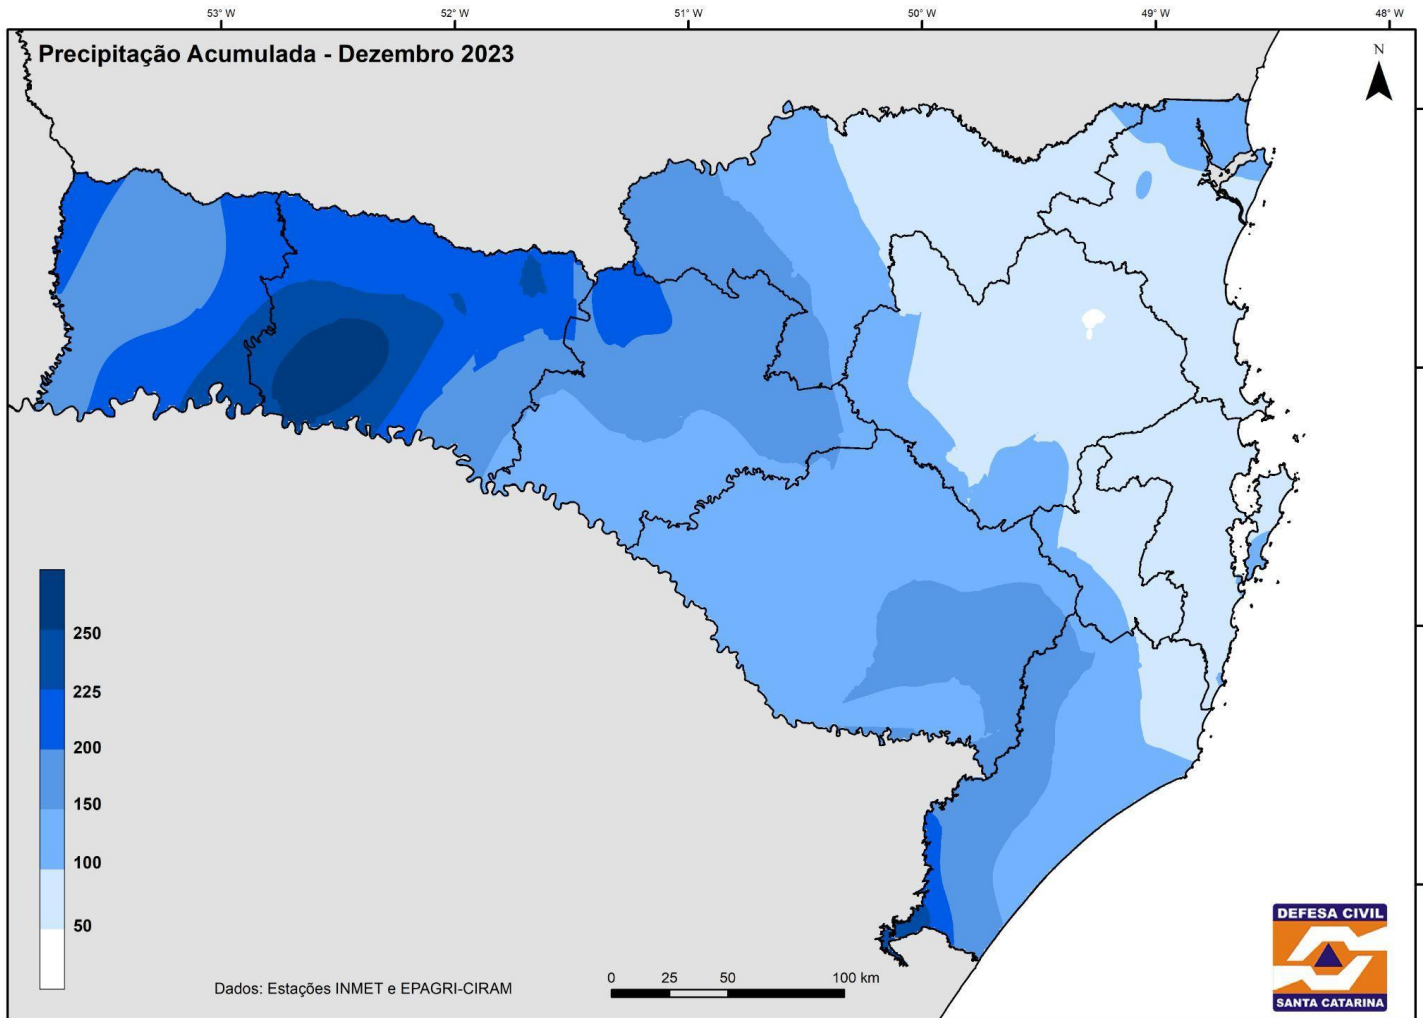 53° W 52° W 51° W 50° W 49° W 48° W
Precipitação Acumulada - Dezembro 2023
N
250
225
200
150
100
50
Dados: Estações INMET e EPAGRI-CIRAM
0 25 50 100 km
DEFESA CIVIL
SANTA CATARINA